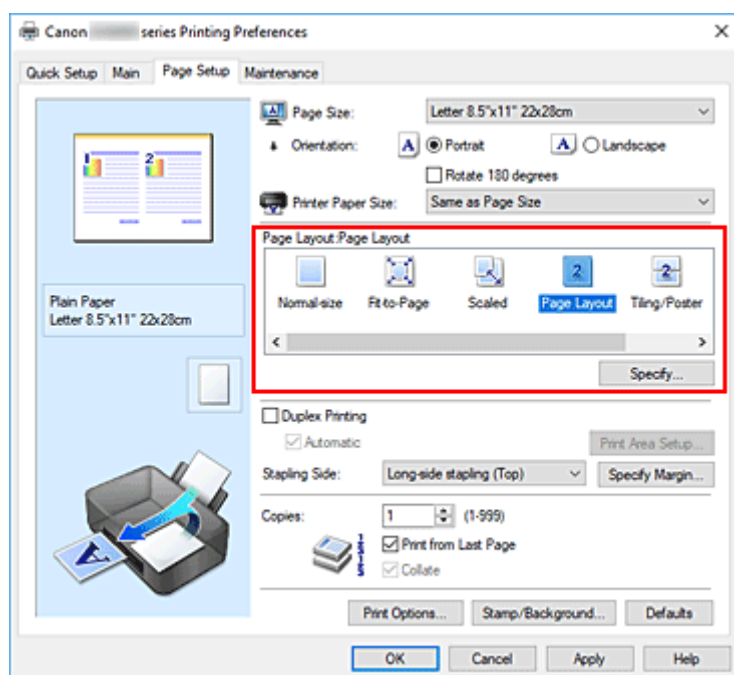 Canon series Printing Preferences
Quick Setup Main Page Setup Maintenance
1 2
Plain Paper
Letter 8.5"x11" 22x28cm
A
Page Size: Letter 8.5"x11" 22x28cm
Orientation: A Portrait A Landscape
Rotate 180 degrees
Printer Paper Size: Same as Page Size
Page Layout:Page Layout
2 2
Normal-size Fit-to-Page Scaled Page Layout Tiling/Poster
Specify...
Duplex Printing
Automatic Print Area Setup...
Stapling Side: Long-side stapling (Top) Specify Margin...
Copies: 1 (1-999)
Print from Last Page
Collate
Print Options... Stamp/Background... Defaults
OK Cancel Apply Help